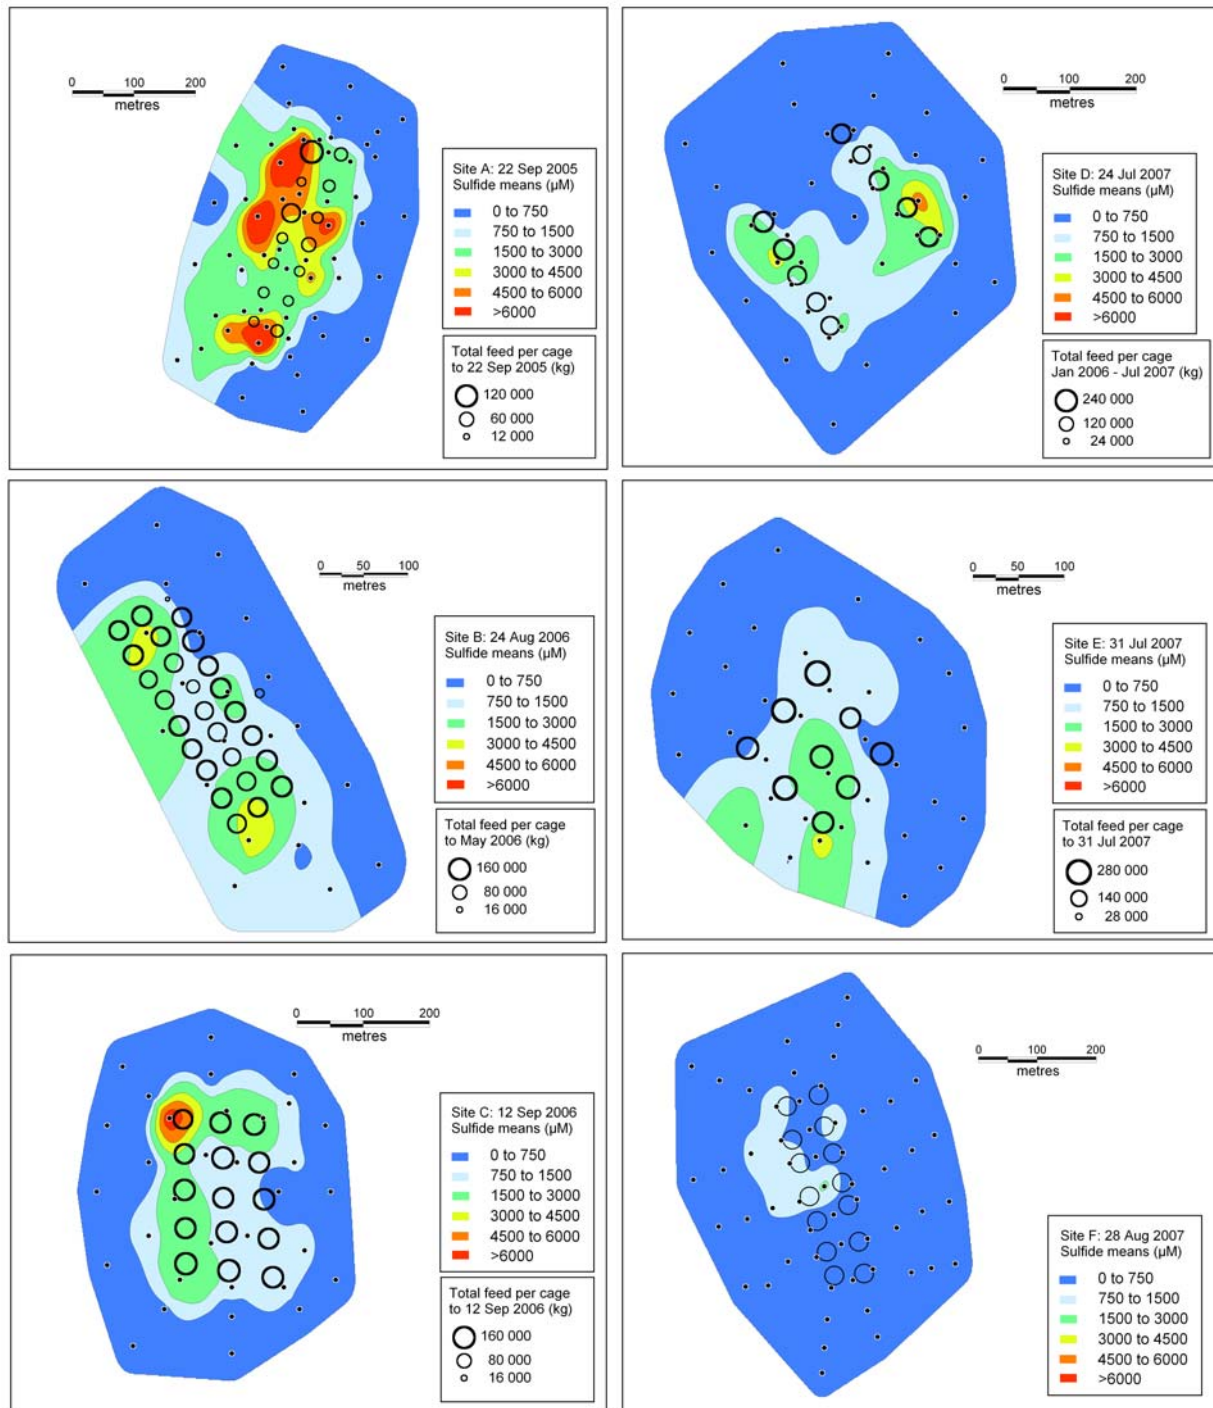 0 100 200
metres
Site A: 22 Sep 2005
Sulfide means (µM)
0 to 750
750 to 1500
1500 to 3000
3000 to 4500
4500 to 6000
>6000
Total feed per cage
to 22 Sep 2005 (kg)
120 000
60 000
12 000
0 100 200
metres
Site D: 24 Jul 2007
Sulfide means (µM)
0 to 750
750 to 1500
1500 to 3000
3000 to 4500
4500 to 6000
>6000
Total feed per cage
Jan 2006 - Jul 2007 (kg)
240 000
120 000
24 000
0 50 100
metres
Site B: 24 Aug 2006
Sulfide means (µM)
0 to 750
750 to 1500
1500 to 3000
3000 to 4500
4500 to 6000
>6000
Total feed per cage
to May 2006 (kg)
160 000
80 000
16 000
0 50 100
metres
Site E: 31 Jul 2007
Sulfide means (µM)
0 to 750
750 to 1500
1500 to 3000
3000 to 4500
4500 to 6000
>6000
Total feed per cage
to 31 Jul 2007
280 000
140 000
28 000
0 100 200
metres
Site C: 12 Sep 2006
Sulfide means (µM)
0 to 750
750 to 1500
1500 to 3000
3000 to 4500
4500 to 6000
>6000
Total feed per cage
to 12 Sep 2006 (kg)
160 000
80 000
16 000
0 100 200
metres
Site F: 28 Aug 2007
Sulfide means (µM)
0 to 750
750 to 1500
1500 to 3000
3000 to 4500
4500 to 6000
>6000